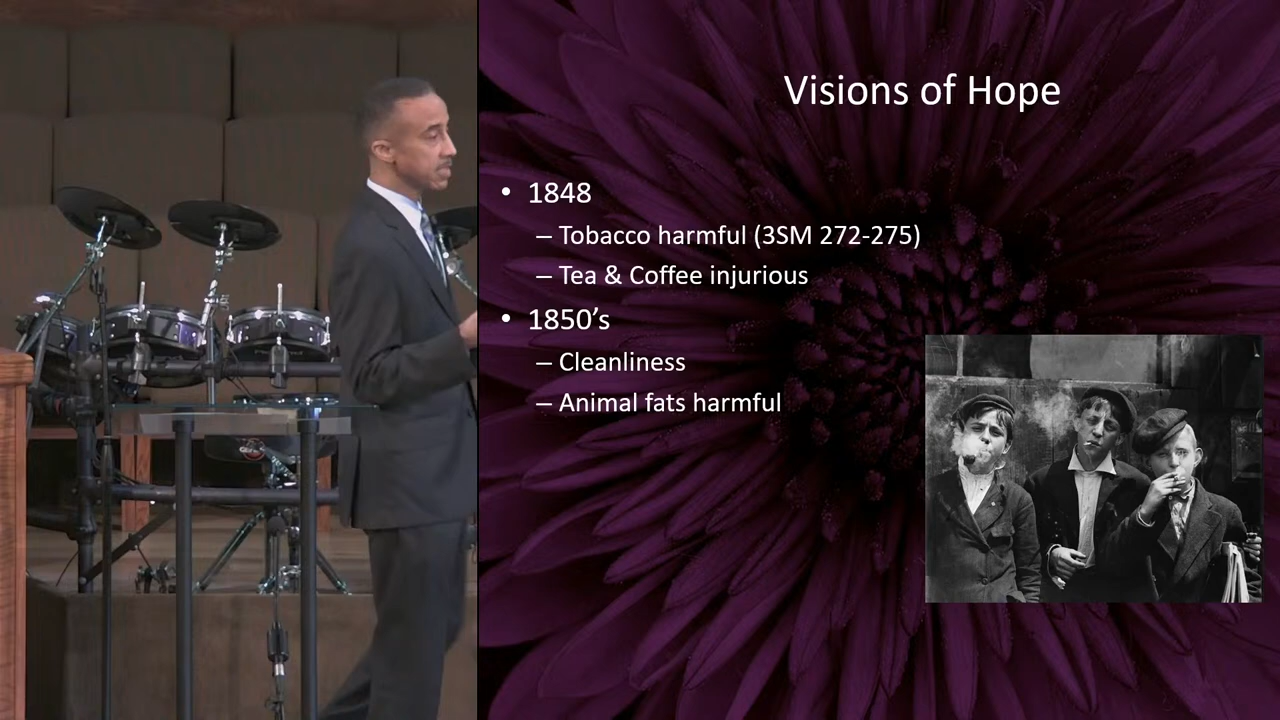 Visions of Hope
• 1848
– Tobacco harmful (3SM 272-275)
– Tea & Coffee injurious
• 1850’s
– Cleanliness
– Animal fats harmful